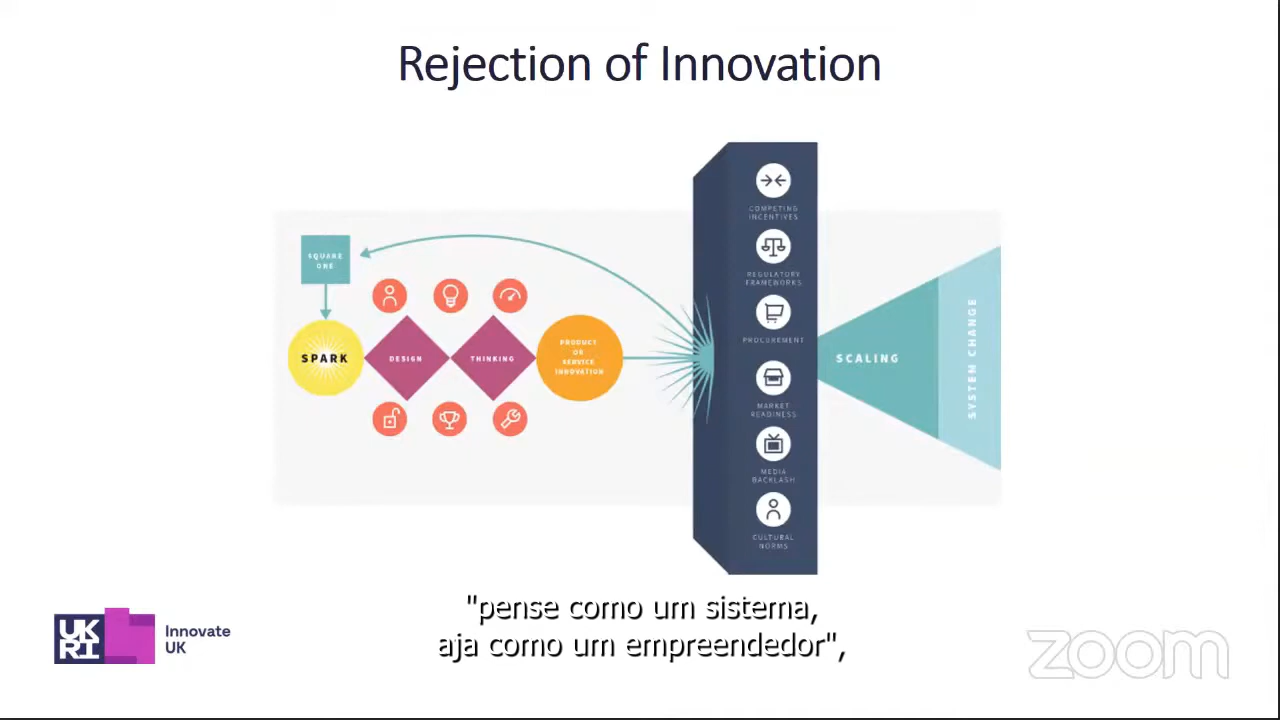 Rejection of Innovation
SQUARE
ONE
SPARK
DESIGN
THINKING
PRODUCT
OR
SERVICE
INNOVATION
COMPETING
INCENTIVES
REGULATORY
FRAMEWORKS
PROCUREMENT
MARKET
READINESS
MEDIA
BACKLASH
CULTURAL
NORMS
SCALING
SYSTEM CHANGE
"pense como um sistema,
aja como um empreendedor",
UK
RI
Innovate
UK
zoom